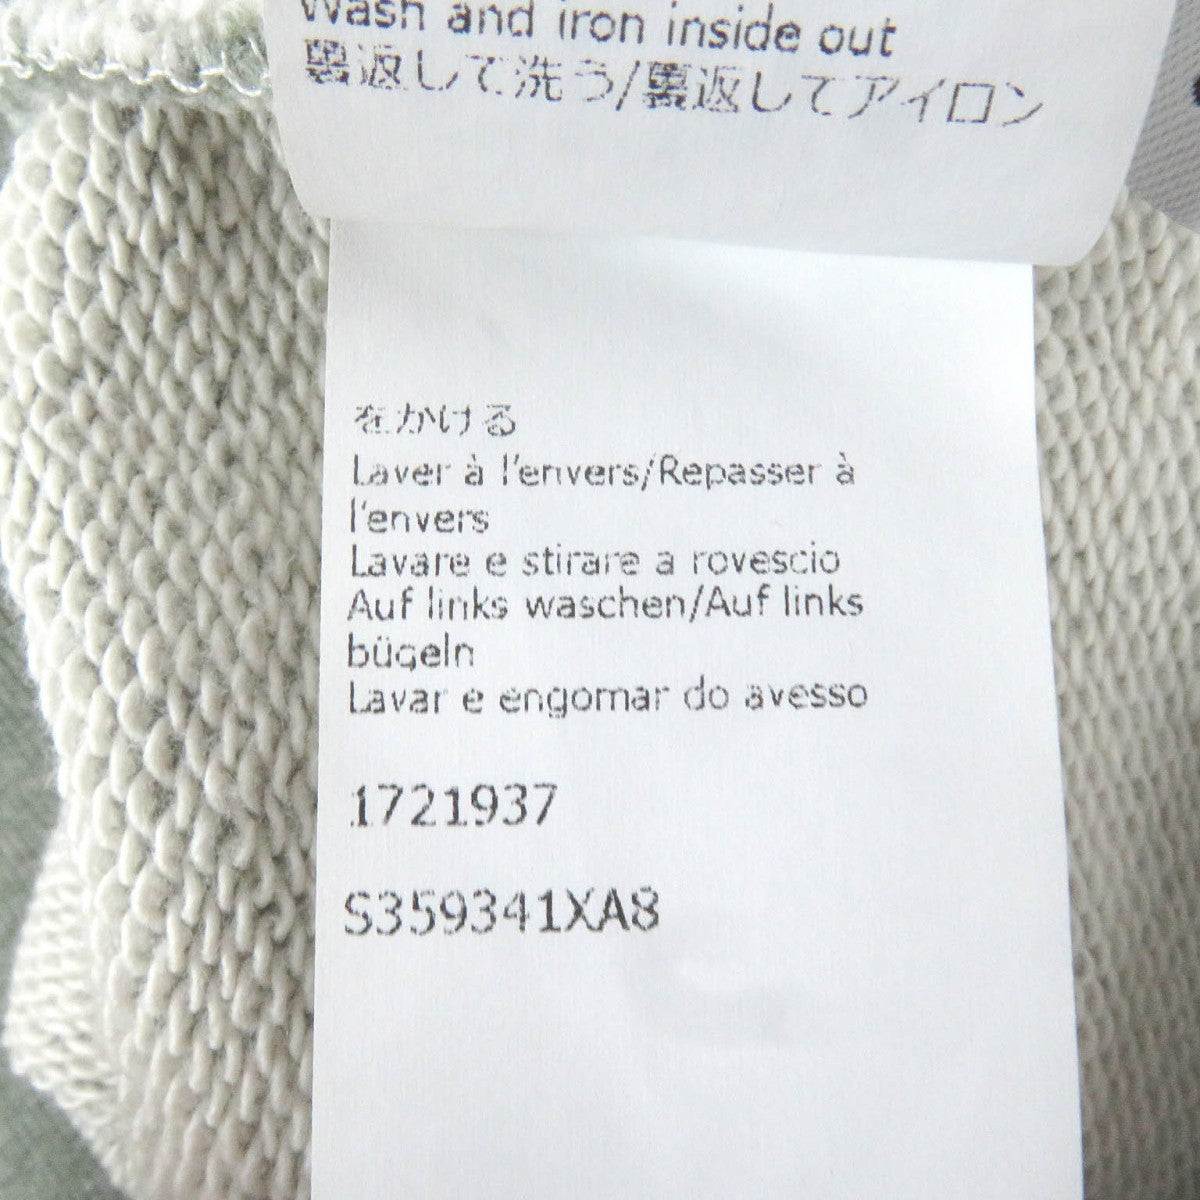 Wash and iron inside out
裏返して洗う/裏返してアイロン
をかける
Laver à l'envers/Repasser à
l'envers
Lavare e stirare a rovescio
Auf links waschen/Auf links
bügeln
Lavar e engomar do avesso
1721937
S359341XA8